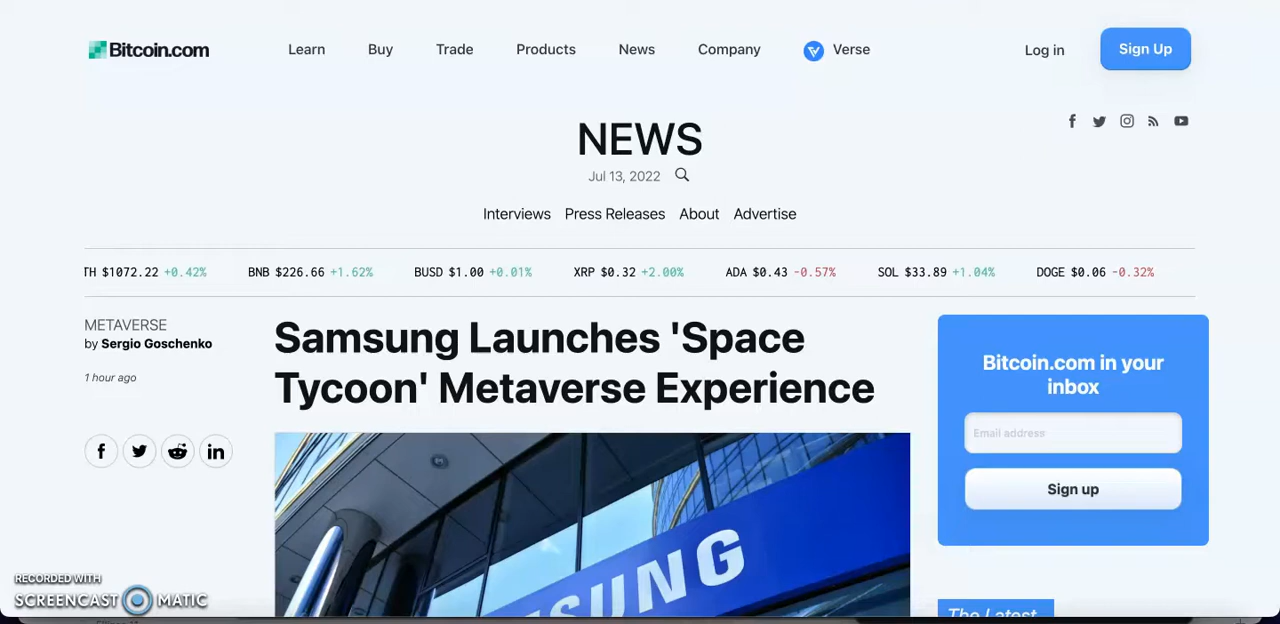 Bitcoin.com Learn Buy Trade Products News Company Verse Log in Sign Up
NEWS
Jul 13, 2022
Interviews Press Releases About Advertise
TH $1072.22 +0.42% BNB $226.66 +1.62% BUSD $1.00 +0.01% XRP $0.32 +2.00% ADA $0.43 -0.57% SOL $33.89 +1.04% DOGE $0.06 -0.32%
METAVERSE
by Sergio Goschenko
1 hour ago
Samsung Launches 'Space
Tycoon' Metaverse Experience
SUNG
Bitcoin.com in your
inbox
Email address
Sign up
The Latest
RECORDED WITH
SCREENCAST MATIC